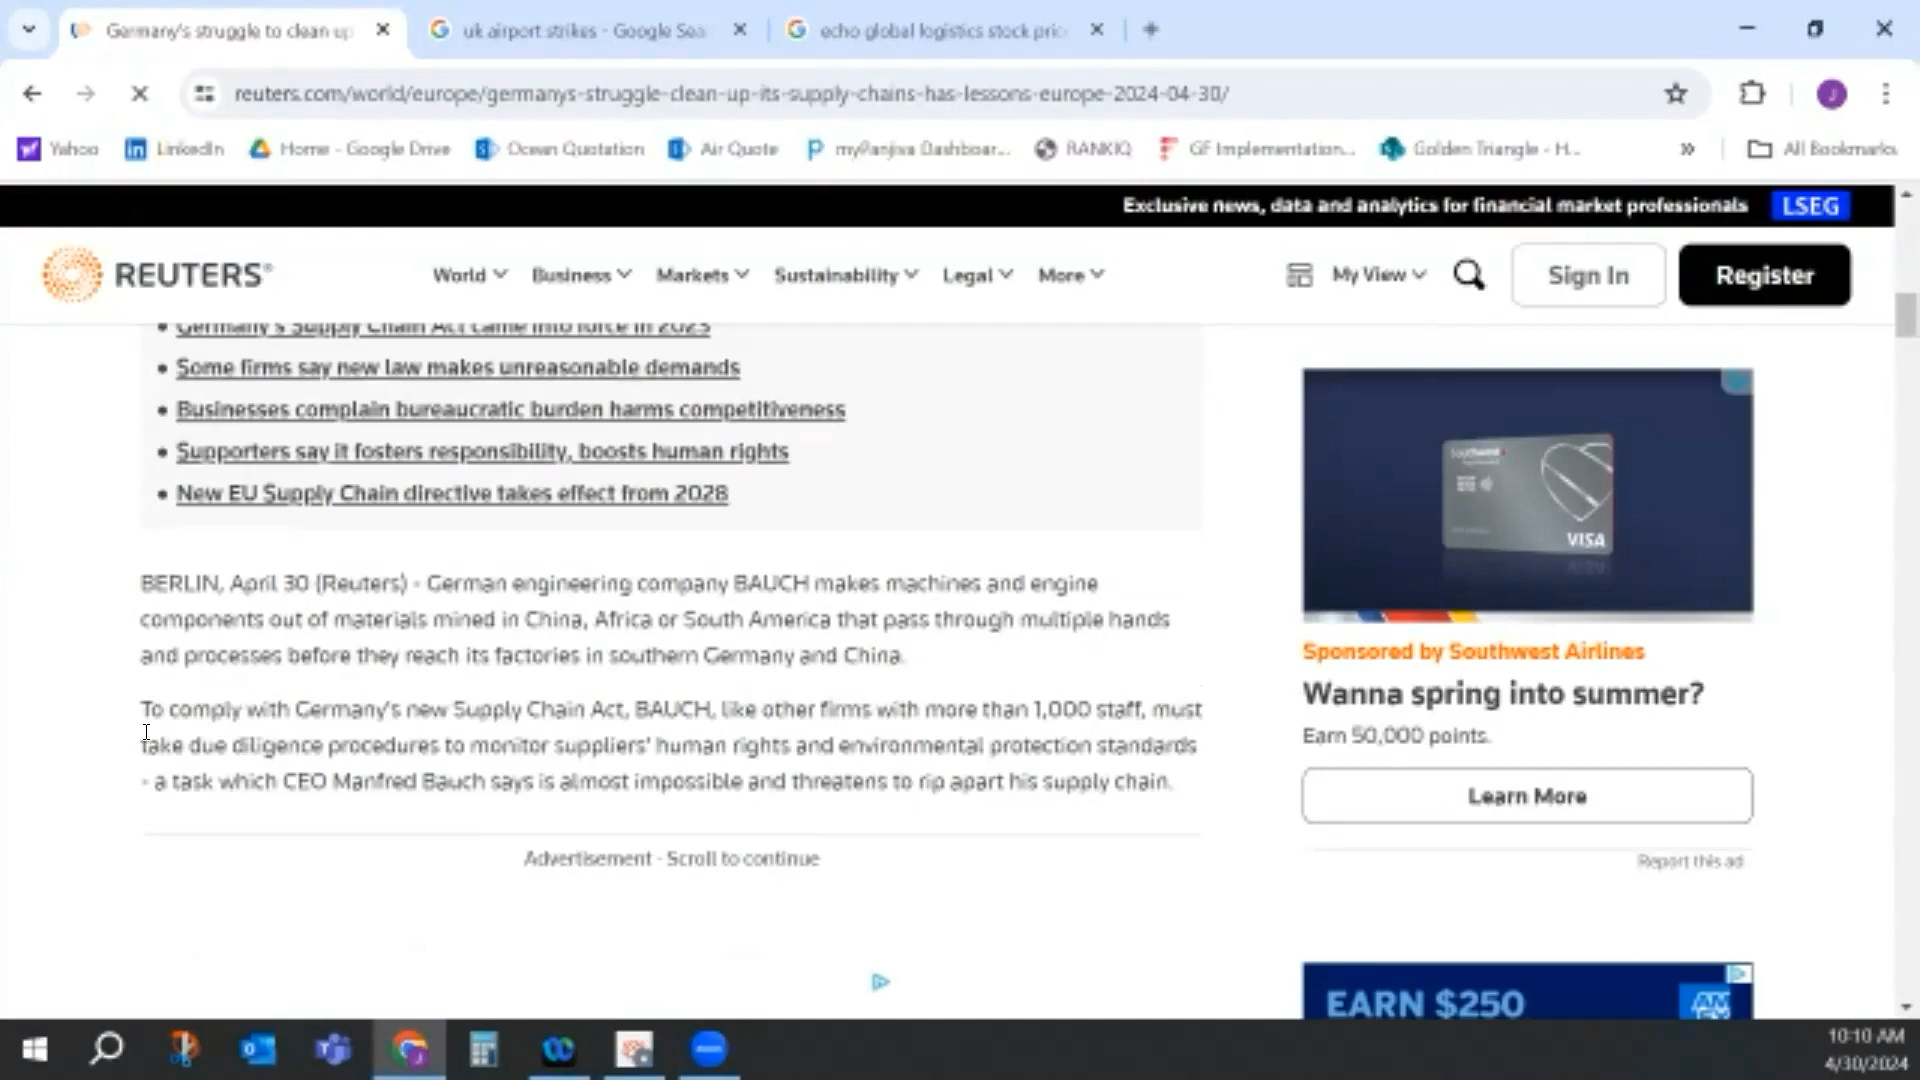 Germany's struggle to clean up
uk airport strikes - Google Sea
echo global logistics stock pric
reuters.com/world/europe/germanys-struggle-clean-up-its-supply-chains-has-lessons-europe-2024-04-30/
J
Yahoo
LinkedIn
Home - Google Drive
Ocean Quotation
Air Quote
myPanjiva Dashboar...
RANKIQ
GF Implementation...
Golden Triangle - H...
All Bookmarks
Exclusive news, data and analytics for financial market professionals
LSEG
REUTERS®
World
Business
Markets
Sustainability
Legal
More
My View
Sign In
Register
• Germany's Supply Chain Act came into force in 2023
• Some firms say new law makes unreasonable demands
• Businesses complain bureaucratic burden harms competitiveness
• Supporters say it fosters responsibility, boosts human rights
• New EU Supply Chain directive takes effect from 2028
BERLIN, April 30 (Reuters) - German engineering company BAUCH makes machines and engine
components out of materials mined in China, Africa or South America that pass through multiple hands
and processes before they reach its factories in southern Germany and China.
To comply with Germany's new Supply Chain Act, BAUCH, like other firms with more than 1,000 staff, must
take due diligence procedures to monitor suppliers' human rights and environmental protection standards
- a task which CEO Manfred Bauch says is almost impossible and threatens to rip apart his supply chain.
Advertisement · Scroll to continue
Southwest
VISA
Sponsored by Southwest Airlines
Wanna spring into summer?
Earn 50,000 points.
Learn More
Report this ad
EARN $250
AM
10:10 AM
4/30/2024